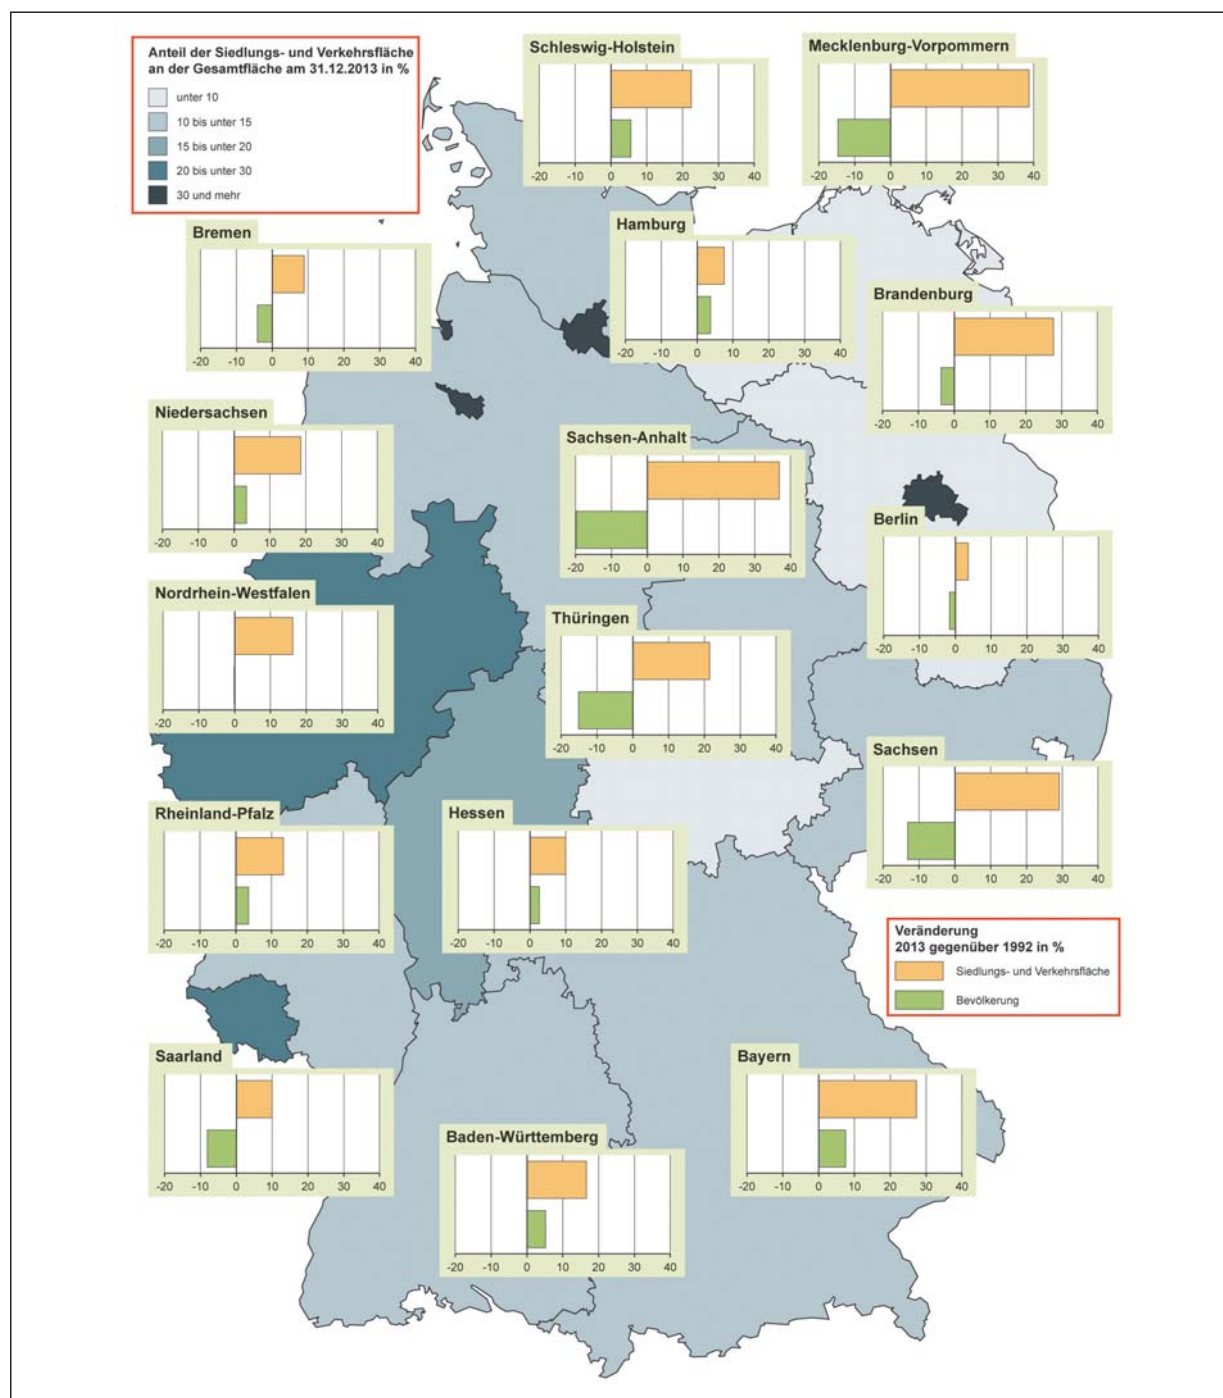 Anteil der Siedlungs- und Verkehrsfläche
an der Gesamtfläche am 31.12.2013 in %
unter 10
10 bis unter 15
15 bis unter 20
20 bis unter 30
30 und mehr
Schleswig-Holstein
-20 -10 0 10 20 30 40
Mecklenburg-Vorpommern
-20 -10 0 10 20 30 40
Bremen
-20 -10 0 10 20 30 40
Hamburg
-20 -10 0 10 20 30 40
Brandenburg
-20 -10 0 10 20 30 40
Niedersachsen
-20 -10 0 10 20 30 40
Sachsen-Anhalt
-20 -10 0 10 20 30 40
Berlin
-20 -10 0 10 20 30 40
Nordrhein-Westfalen
-20 -10 0 10 20 30 40
Thüringen
-20 -10 0 10 20 30 40
Sachsen
-20 -10 0 10 20 30 40
Rheinland-Pfalz
-20 -10 0 10 20 30 40
Hessen
-20 -10 0 10 20 30 40
Veränderung
2013 gegenüber 1992 in %
Siedlungs- und Verkehrsfläche
Bevölkerung
Saarland
-20 -10 0 10 20 30 40
Baden-Württemberg
-20 -10 0 10 20 30 40
Bayern
-20 -10 0 10 20 30 40